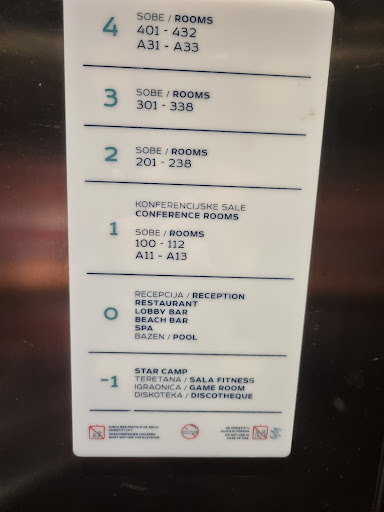 4
SOBE / ROOMS
401 - 432
A31 - A33
3
SOBE / ROOMS
301 - 338
2
SOBE / ROOMS
201 - 238
1
KONFERENCIJSKE SALE
CONFERENCE ROOMS
SOBE / ROOMS
100 - 112
A11 - A13
0
RECEPCIJA / RECEPTION
RESTAURANT
LOBBY BAR
BEACH BAR
SPA
BAZEN / POOL
-1
STAR CAMP
TERETANA / SALA FITNESS
IGRAONICA / GAME ROOM
DISKOTEKA / DISCOTHEQUE